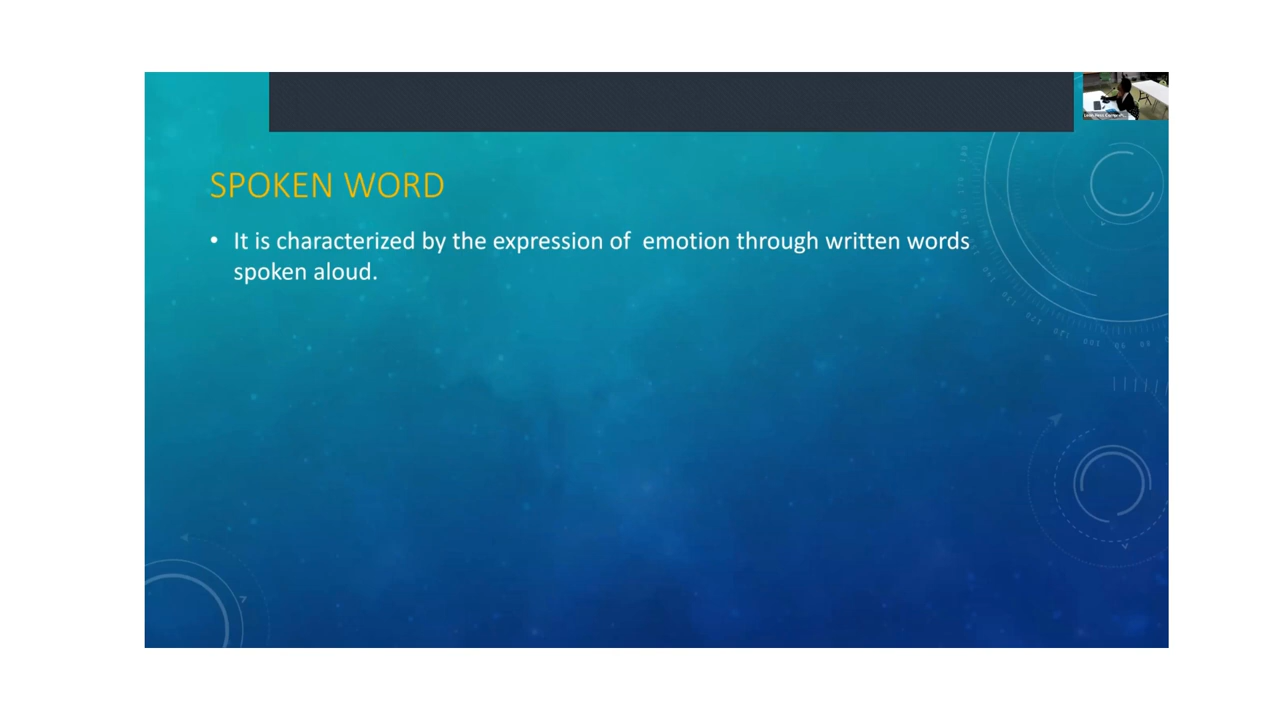 SPOKEN WORD
• It is characterized by the expression of  emotion through written words
spoken aloud.